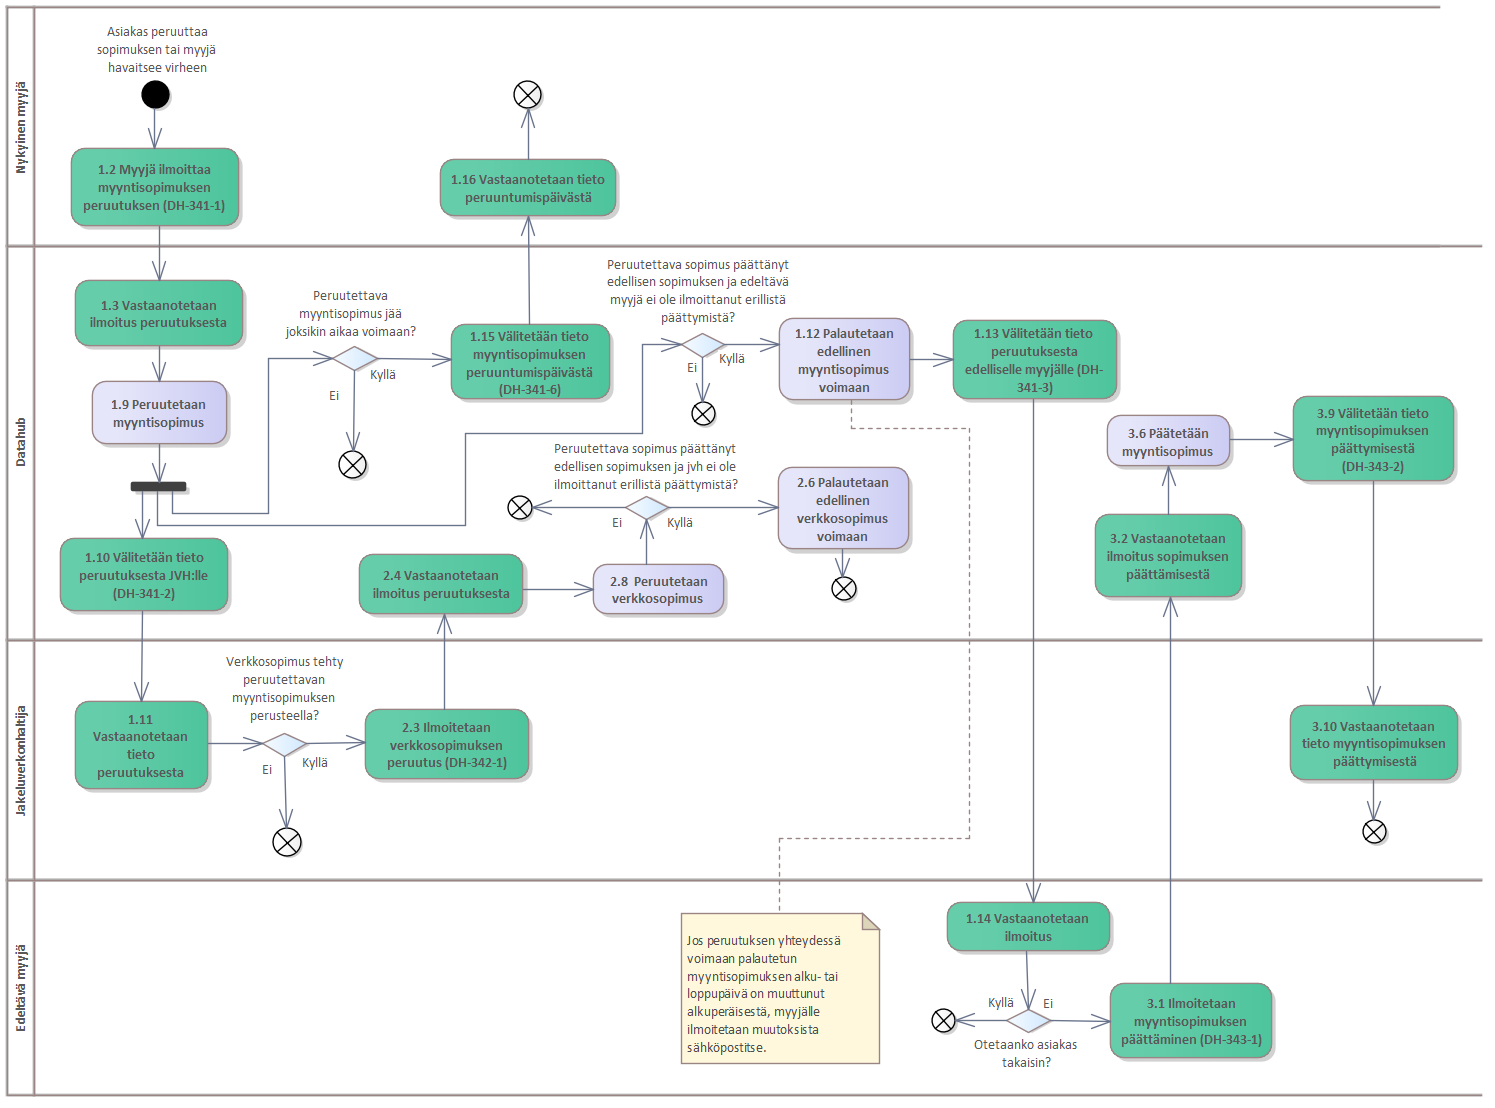 Nykyinen myyjä
Asiakas peruuttaa
sopimuksen tai myyjä
havaitsee virheen
1.2 Myyjä ilmoittaa
myyntisopimuksen
peruutuksen (DH-341-1)
1.16 Vastaanotetaan tieto
peruuntumispäivästä
Datahub
1.3 Vastaanotetaan
ilmoitus peruutuksesta
1.9 Peruutetaan
myyntisopimus
Peruutettava
myyntisopimus jää
joksikin aikaa voimaan?
Kyllä
Ei
1.15 Välitetään tieto
myyntisopimuksen
peruuntumispäivästä
(DH-341-6)
Peruutettava sopimus päättänyt
edellisen sopimuksen ja edeltävä
myyjä ei ole ilmoittanut erillistä
päättymistä?
Kyllä
Ei
1.12 Palautetaan
edellinen
myyntisopimus
voimaan
1.13 Välitetään tieto
peruutuksesta
edelliselle myyjälle (DH-
341-3)
Peruutettava sopimus päättänyt
edellisen sopimuksen ja jvh ei ole
ilmoittanut erillistä päättymistä?
Ei
Kyllä
2.6 Palautetaan
edellinen
verkkosopimus
voimaan
3.6 Päätetään
myyntisopimus
3.9 Välitetään tieto
myyntisopimuksen
päättymisestä
(DH-343-2)
3.2 Vastaanotetaan
ilmoitus sopimuksen
päättämisestä
1.10 Välitetään tieto
peruutuksesta JVH:lle
(DH-341-2)
2.4 Vastaanotetaan
ilmoitus peruutuksesta
2.8 Peruutetaan
verkkosopimus
Jakeluverkonhaltija
1.11
Vastaanotetaan
tieto
peruutuksesta
Verkkosopimus tehty
peruutettavan
myyntisopimuksen
perusteella?
Ei
Kyllä
2.3 Ilmoitetaan
verkkosopimuksen
peruutus (DH-342-1)
3.10 Vastaanotetaan
tieto myyntisopimuksen
päättymisestä
Edeltävä myyjä
Jos peruutuksen yhteydessä
voimaan palautetun
myyntisopimuksen alku- tai
loppupäivä on muuttunut
alkuperäisestä, myyjälle
ilmoitetaan muutoksista
sähköpostitse.
1.14 Vastaanotetaan
ilmoitus
Kyllä
Ei
Otetaanko asiakas
takaisin?
3.1 Ilmoitetaan
myyntisopimuksen
päättäminen (DH-343-1)